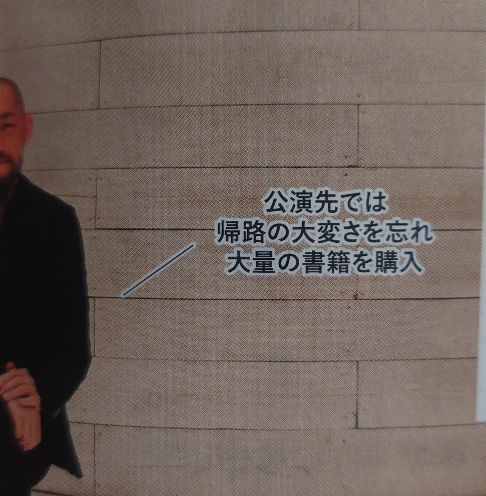 公演先では
帰路の大変さを忘れ
大量の書籍を購入